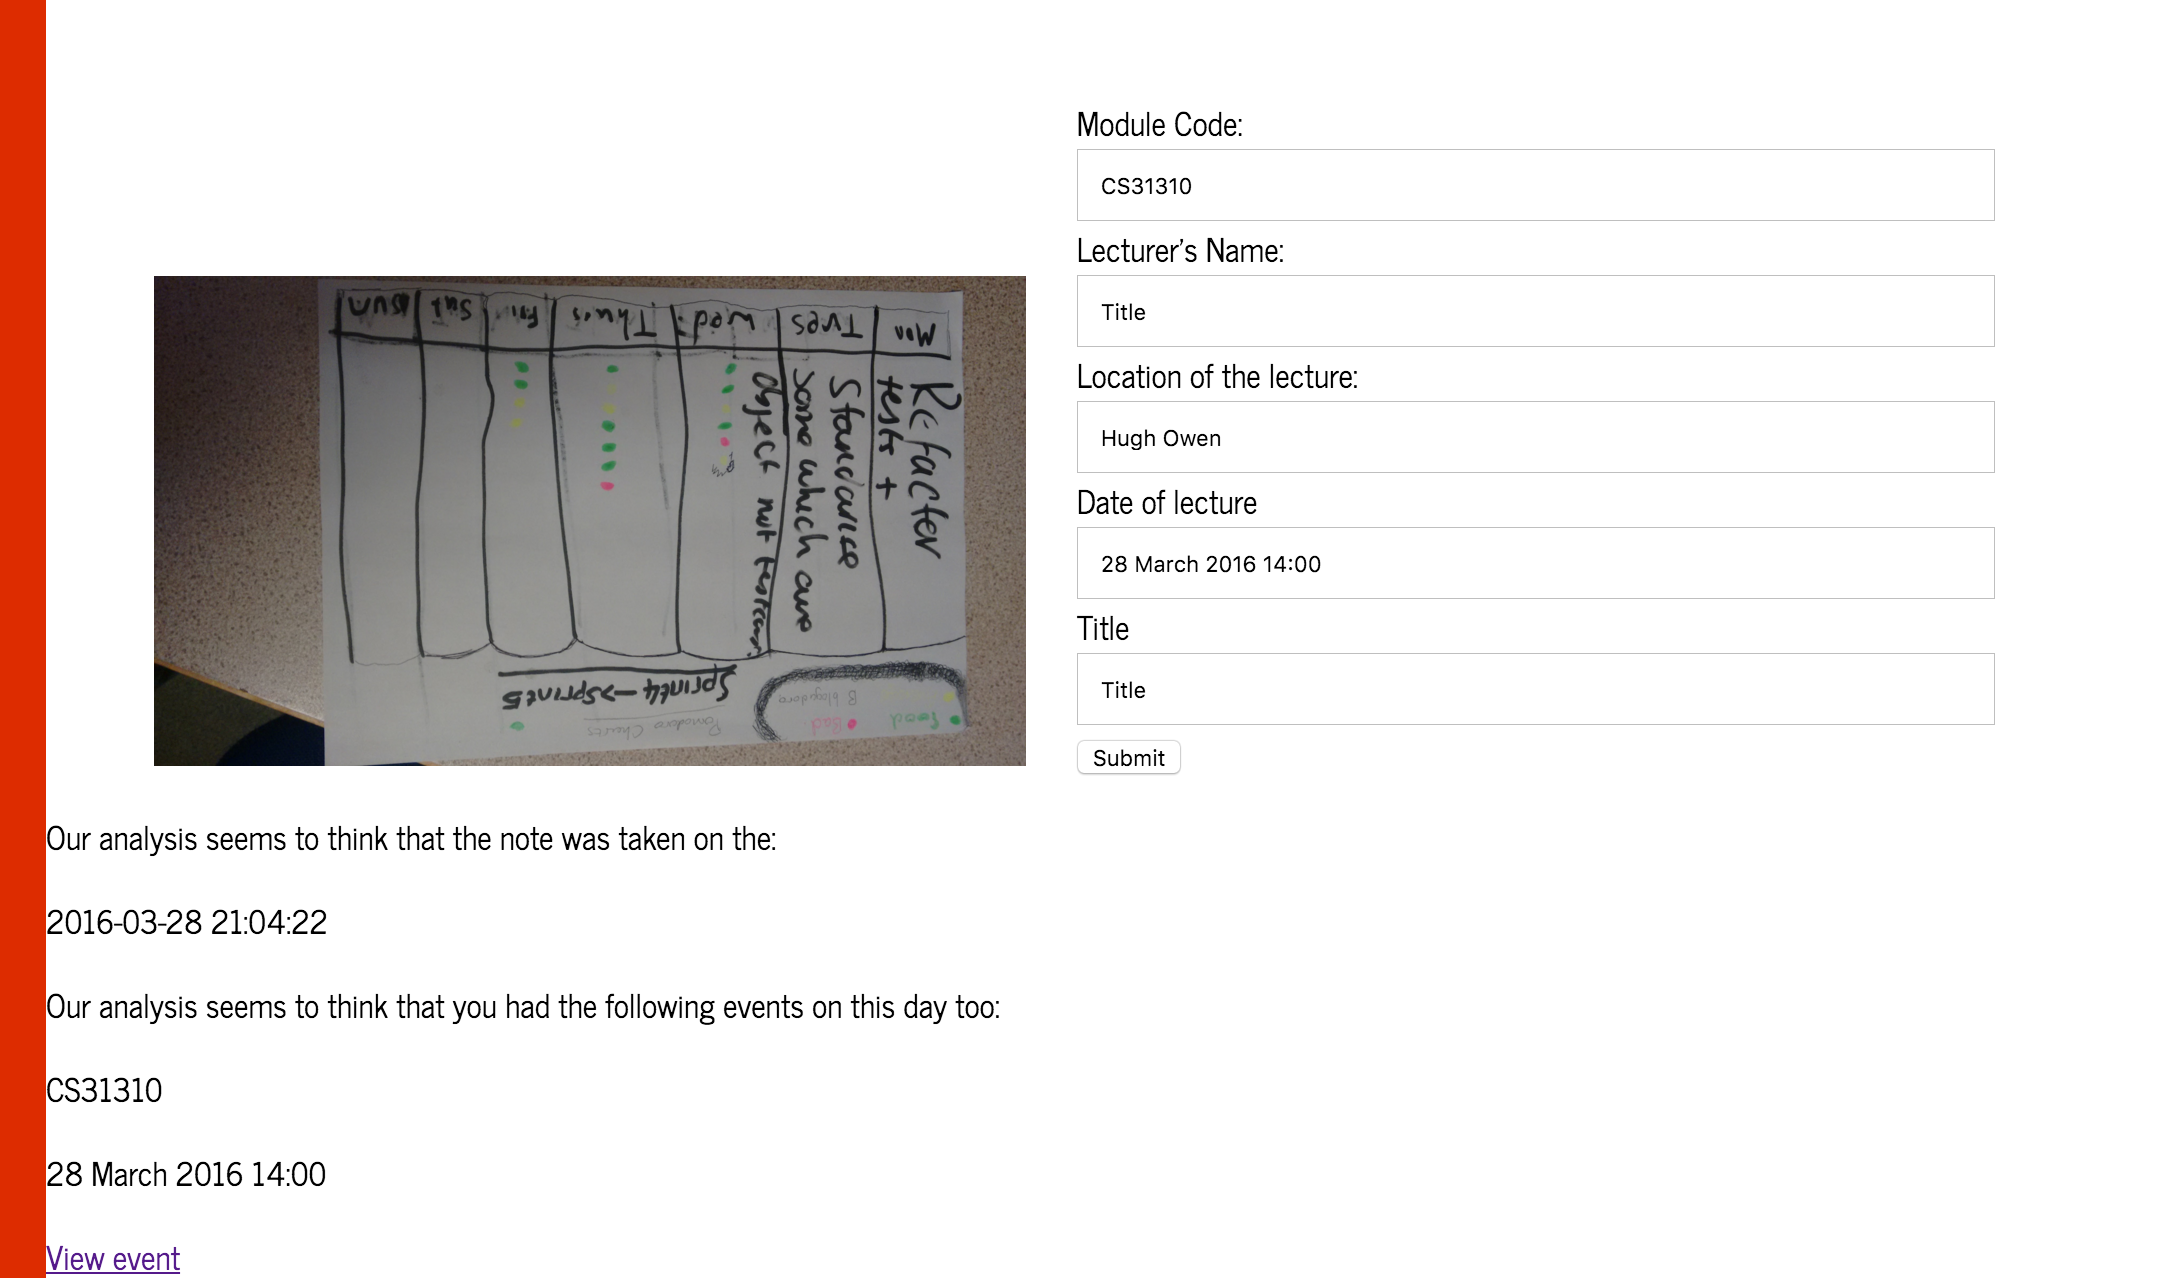 Module Code:
CS31310
Lecturer's Name:
Title
Location of the lecture:
Hugh Owen
Date of lecture
28 March 2016 14:00
Title
Title
Submit
Sprint4->Sprint5
Pomodoro Charts
Good
Bad
B blogodoro
Mon
Tues
Wed
Thurs
Fri
Sat
Sun
Refacter
tests +
Standarise
some which are
object not testcase
Our analysis seems to think that the note was taken on the:
2016-03-28 21:04:22
Our analysis seems to think that you had the following events on this day too:
CS31310
28 March 2016 14:00
View event